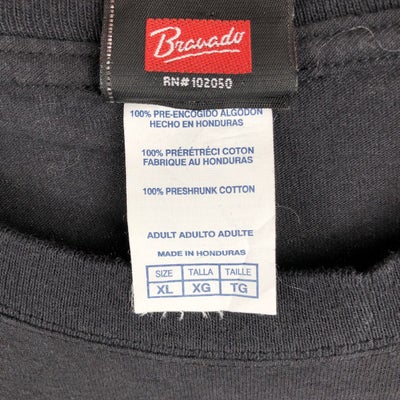 Bravado
RN#102050
100% PRE-ENCOGIDO ALGODON
HECHO EN HONDURAS
100% PRÉRÉTRÉCI COTON
FABRIQUE AU HONDURAS
100% PRESHRUNK COTTON
ADULT ADULTO ADULTE
MADE IN HONDURAS
SIZE TALLA TAILLE
XL XG TG